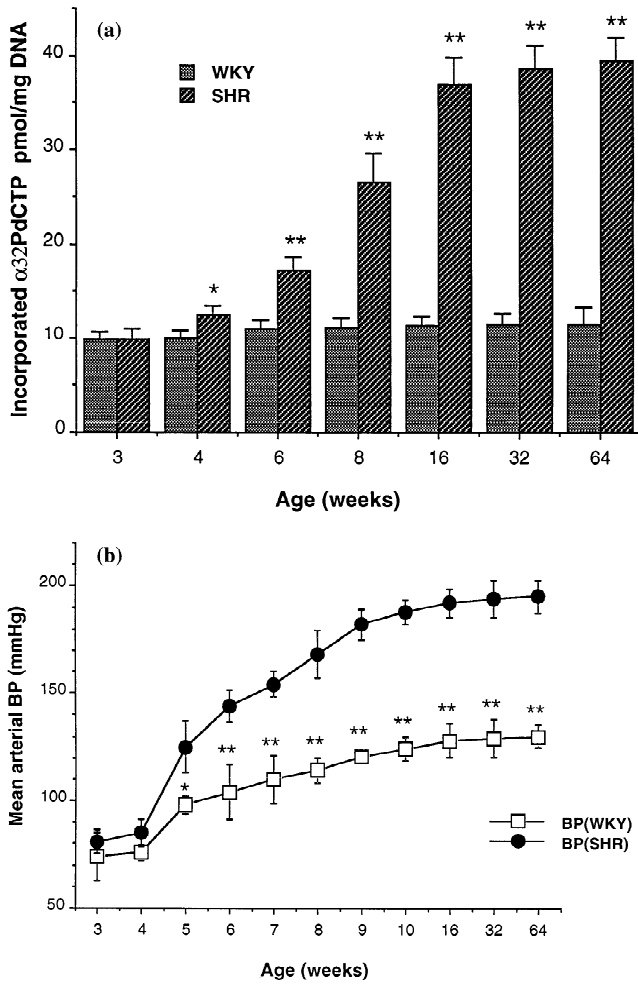 (a)
WKY
SHR
Incorporated α32PdCTP pmol/mg DNA
40
30
20
10
0
*
**
**
**
**
**
3 4 6 8 16 32 64
Age (weeks)
(b)
Mean arterial BP (mmHg)
200
150
100
50
*
**
**
**
**
**
**
**
**
BP(WKY)
BP(SHR)
3 4 5 6 7 8 9 10 16 32 64
Age (weeks)